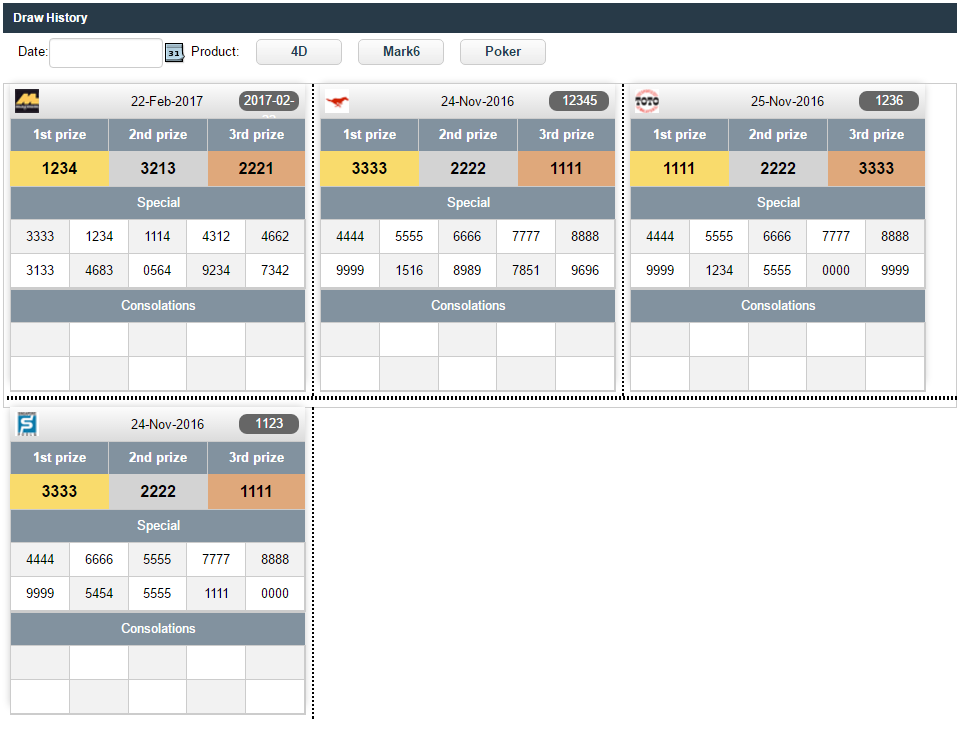 Draw History
Date: 31 Product: 4D Mark6 Poker
22-Feb-2017 2017-02-
1st prize 2nd prize 3rd prize
1234 3213 2221
Special
3333 1234 1114 4312 4662
3133 4683 0564 9234 7342
Consolations
24-Nov-2016 12345
1st prize 2nd prize 3rd prize
3333 2222 1111
Special
4444 5555 6666 7777 8888
9999 1516 8989 7851 9696
Consolations
TOTO 25-Nov-2016 1236
1st prize 2nd prize 3rd prize
1111 2222 3333
Special
4444 5555 6666 7777 8888
9999 1234 5555 0000 9999
Consolations
24-Nov-2016 1123
1st prize 2nd prize 3rd prize
3333 2222 1111
Special
4444 6666 5555 7777 8888
9999 5454 5555 1111 0000
Consolations